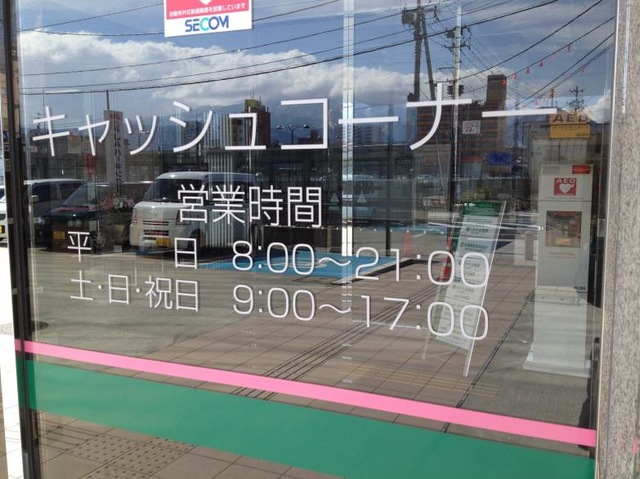 SECOM
キャッシュコーナー
AED
AED
営業時間
平 日 8:00～21:00
土・日・祝日 9:00～17:00